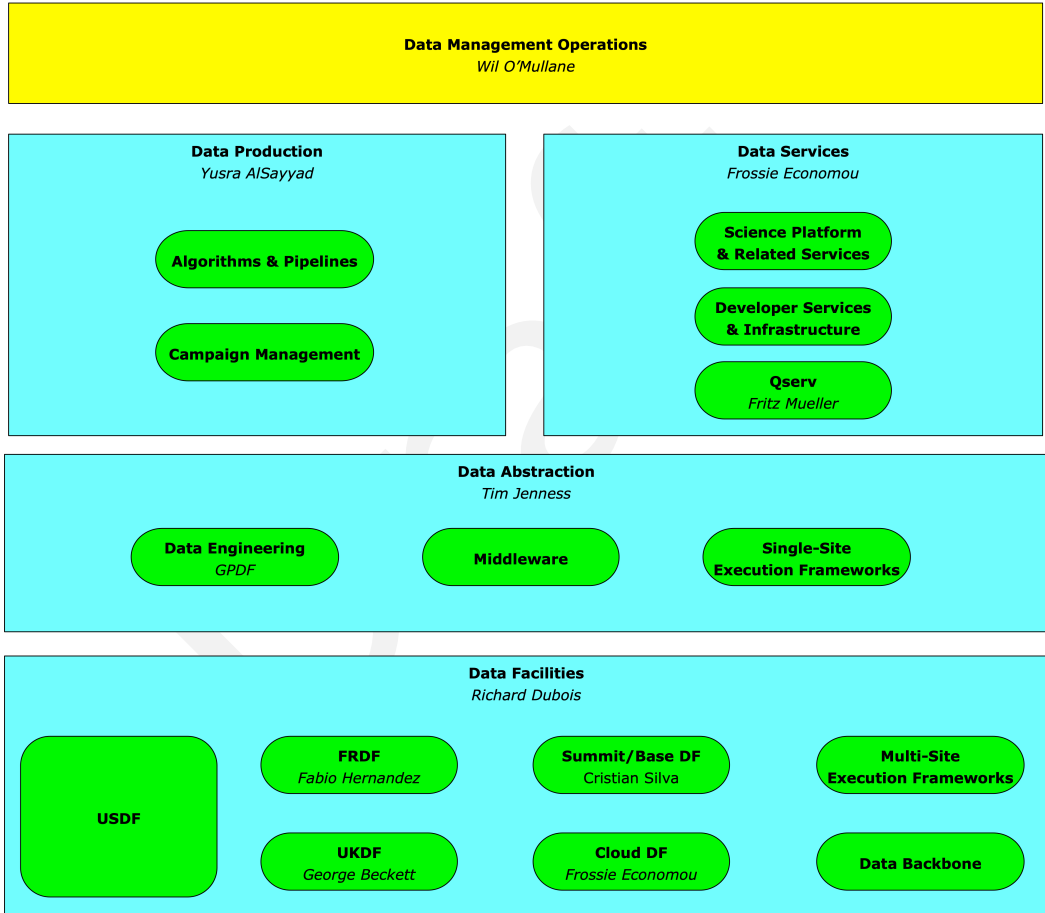 Data Management Operations
Wil O’Mullane
Data Production
Yusra AlSayyad
Algorithms & Pipelines
Campaign Management
Data Services
Frossie Economou
Science Platform
& Related Services
Developer Services
& Infrastructure
Qserv
Fritz Mueller
Data Abstraction
Tim Jenness
Data Engineering
GPDF
Middleware
Single-Site
Execution Frameworks
Data Facilities
Richard Dubois
USDF
FRDF
Fabio Hernandez
Summit/Base DF
Cristian Silva
Multi-Site
Execution Frameworks
UKDF
George Beckett
Cloud DF
Frossie Economou
Data Backbone